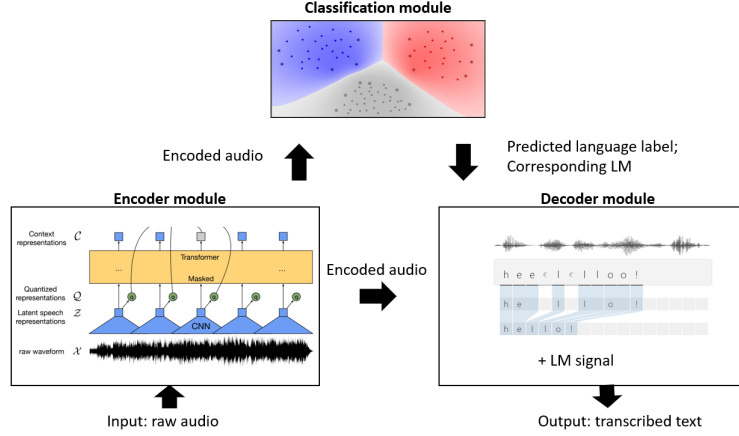 Classification module
Encoded audio
Predicted language label;
Corresponding LM
Encoder module
Decoder module
Context
representations C
Transformer
...
...
Masked
Encoded audio
Quantized
representations Q
q q q q q
Latent speech
representations Z
CNN
raw waveform X
h e e ϵ l ϵ l l o o !
h e l l o !
h e l l o !
+ LM signal
Input: raw audio
Output: transcribed text